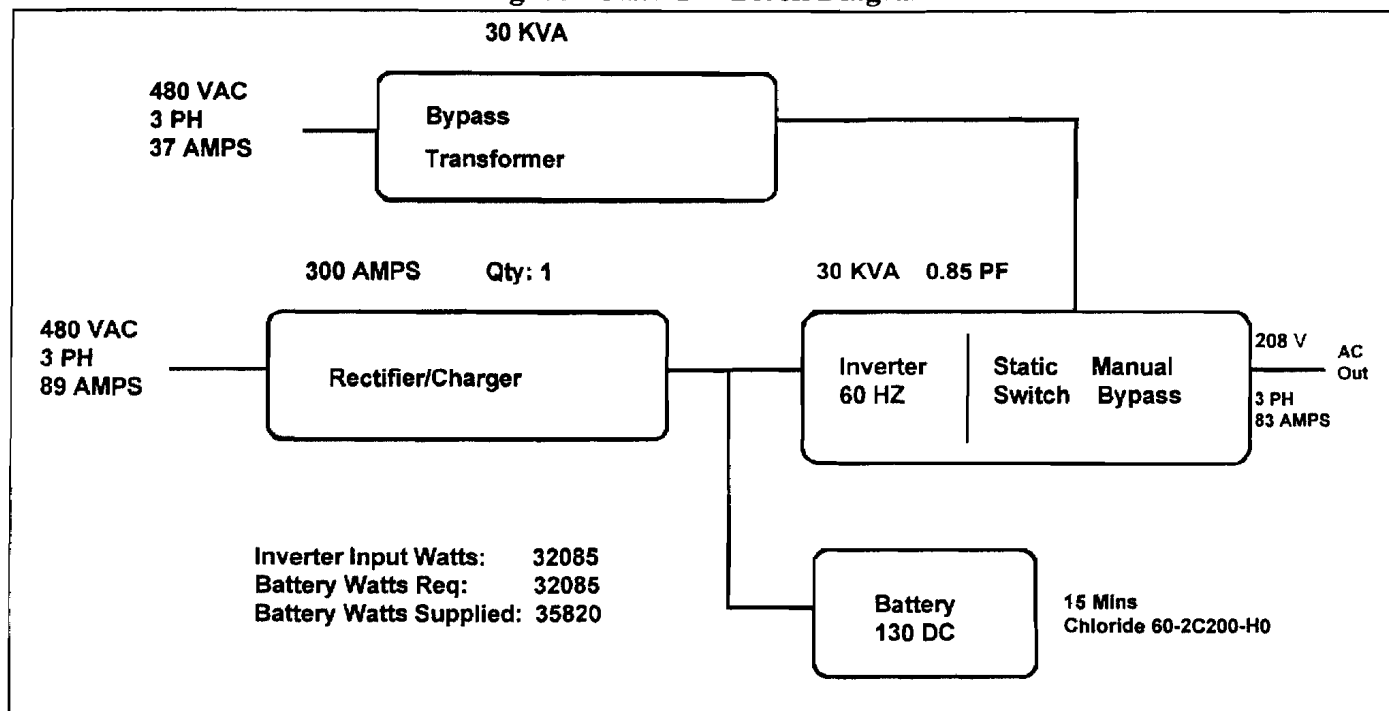 30 KVA
480 VAC
3 PH
37 AMPS
Bypass
Transformer
300 AMPS Qty: 1
30 KVA 0.85 PF
480 VAC
3 PH
89 AMPS
Rectifier/Charger
Inverter
60 HZ
Static Manual
Switch Bypass
208 V
AC
Out
3 PH
83 AMPS
Inverter Input Watts: 32085
Battery Watts Req: 32085
Battery Watts Supplied: 35820
Battery
130 DC
15 Mins
Chloride 60-2C200-H0